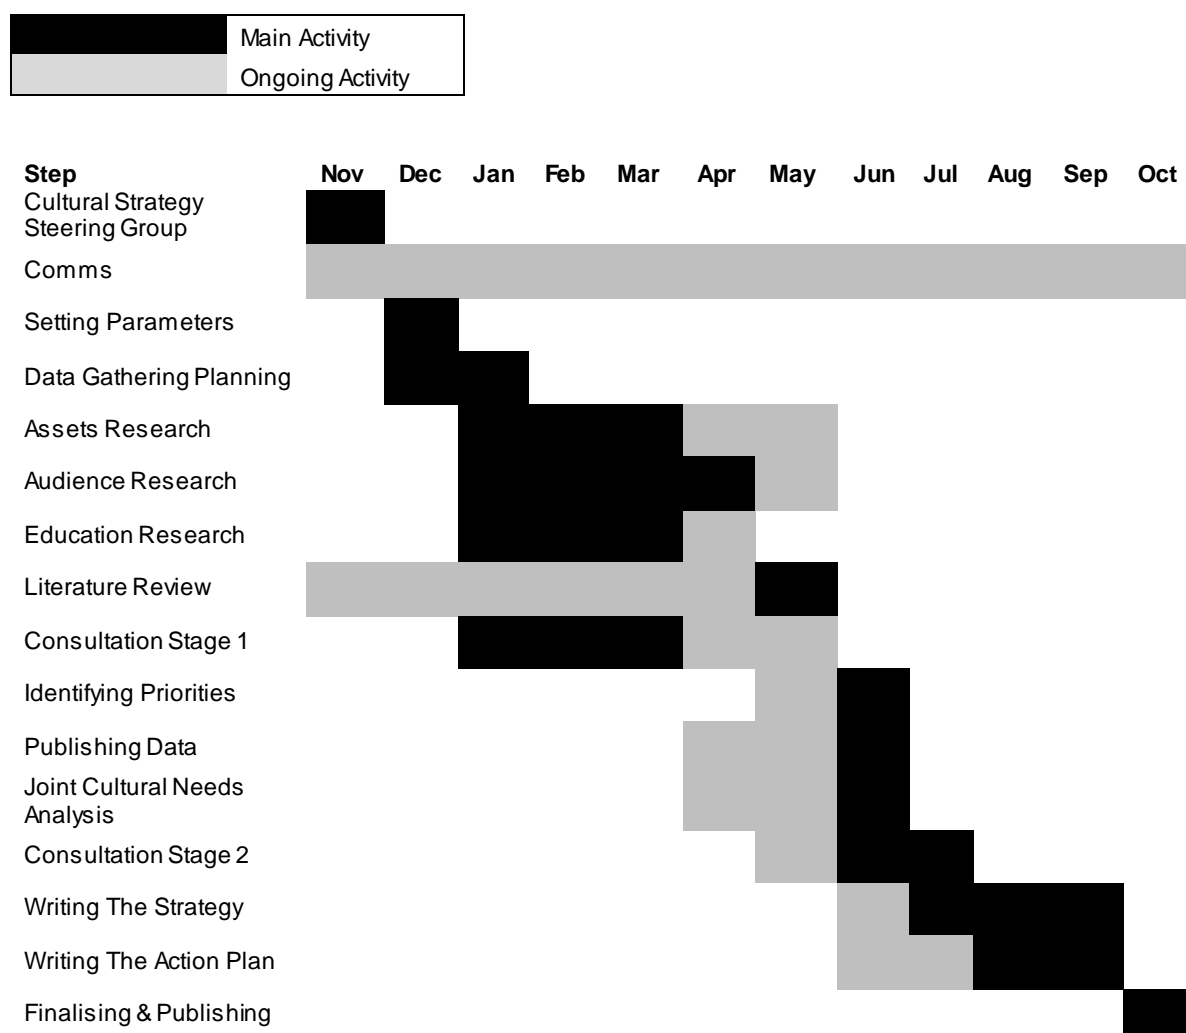 Main Activity
Ongoing Activity
Step Nov Dec Jan Feb Mar Apr May Jun Jul Aug Sep Oct
Cultural Strategy
Steering Group
Comms
Setting Parameters
Data Gathering Planning
Assets Research
Audience Research
Education Research
Literature Review
Consultation Stage 1
Identifying Priorities
Publishing Data
Joint Cultural Needs
Analysis
Consultation Stage 2
Writing The Strategy
Writing The Action Plan
Finalising & Publishing